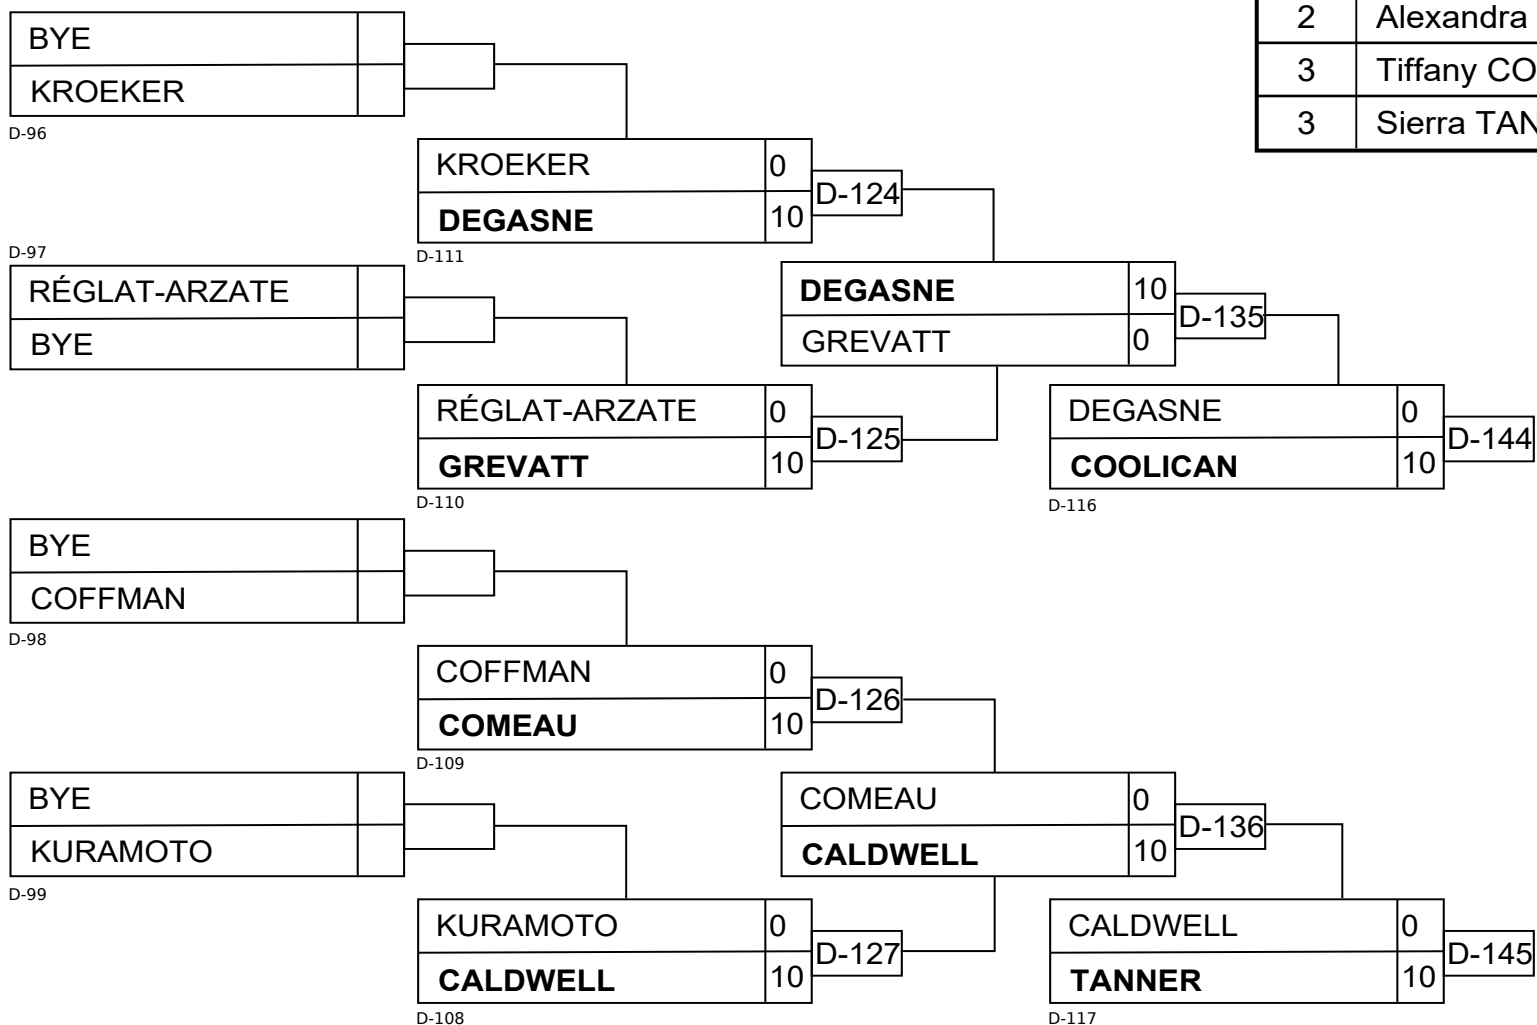 BYE
KROEKER
D-96
2 Alexandra
3 Tiffany CO
3 Sierra TAN
KROEKER 0
DEGASNE 10
D-124
D-111
D-97
RÉGLAT-ARZATE
BYE
DEGASNE 10
GREVATT 0
D-135
RÉGLAT-ARZATE 0
GREVATT 10
D-125
D-110
DEGASNE 0
COOLICAN 10
D-144
D-116
BYE
COFFMAN
D-98
COFFMAN 0
COMEAU 10
D-126
D-109
BYE
KURAMOTO
D-99
COMEAU 0
CALDWELL 10
D-136
KURAMOTO 0
CALDWELL 10
D-127
D-108
CALDWELL 0
TANNER 10
D-145
D-117